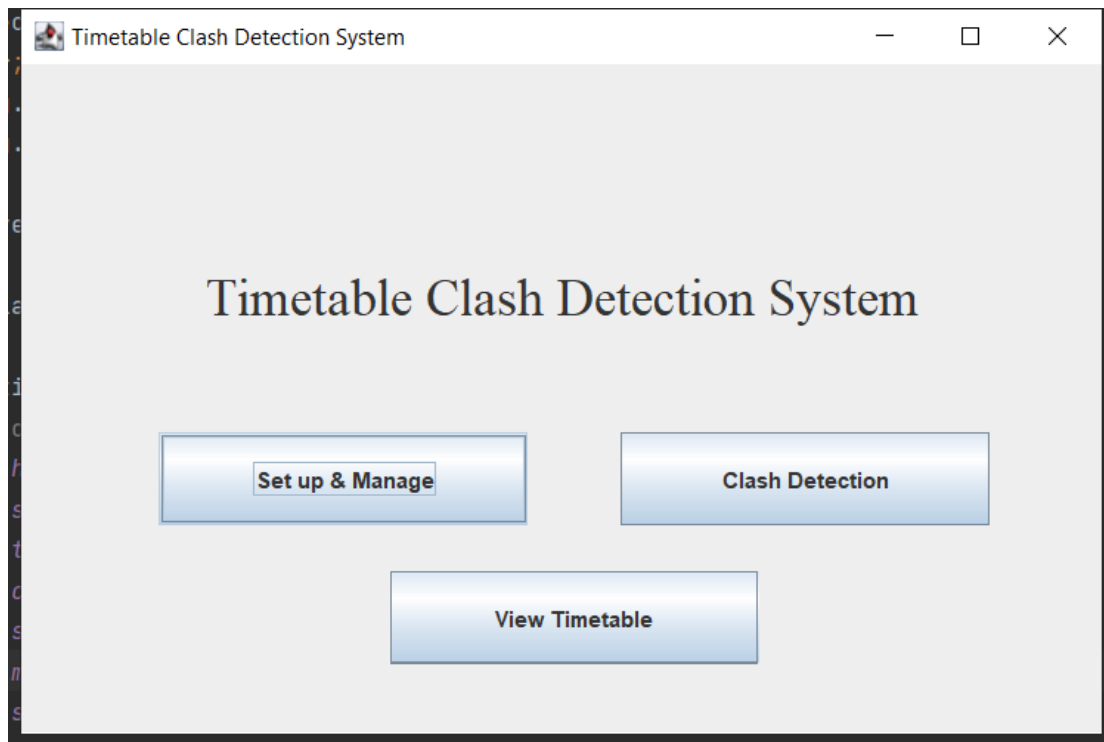 Timetable Clash Detection System
Timetable Clash Detection System
Set up & Manage
Clash Detection
View Timetable